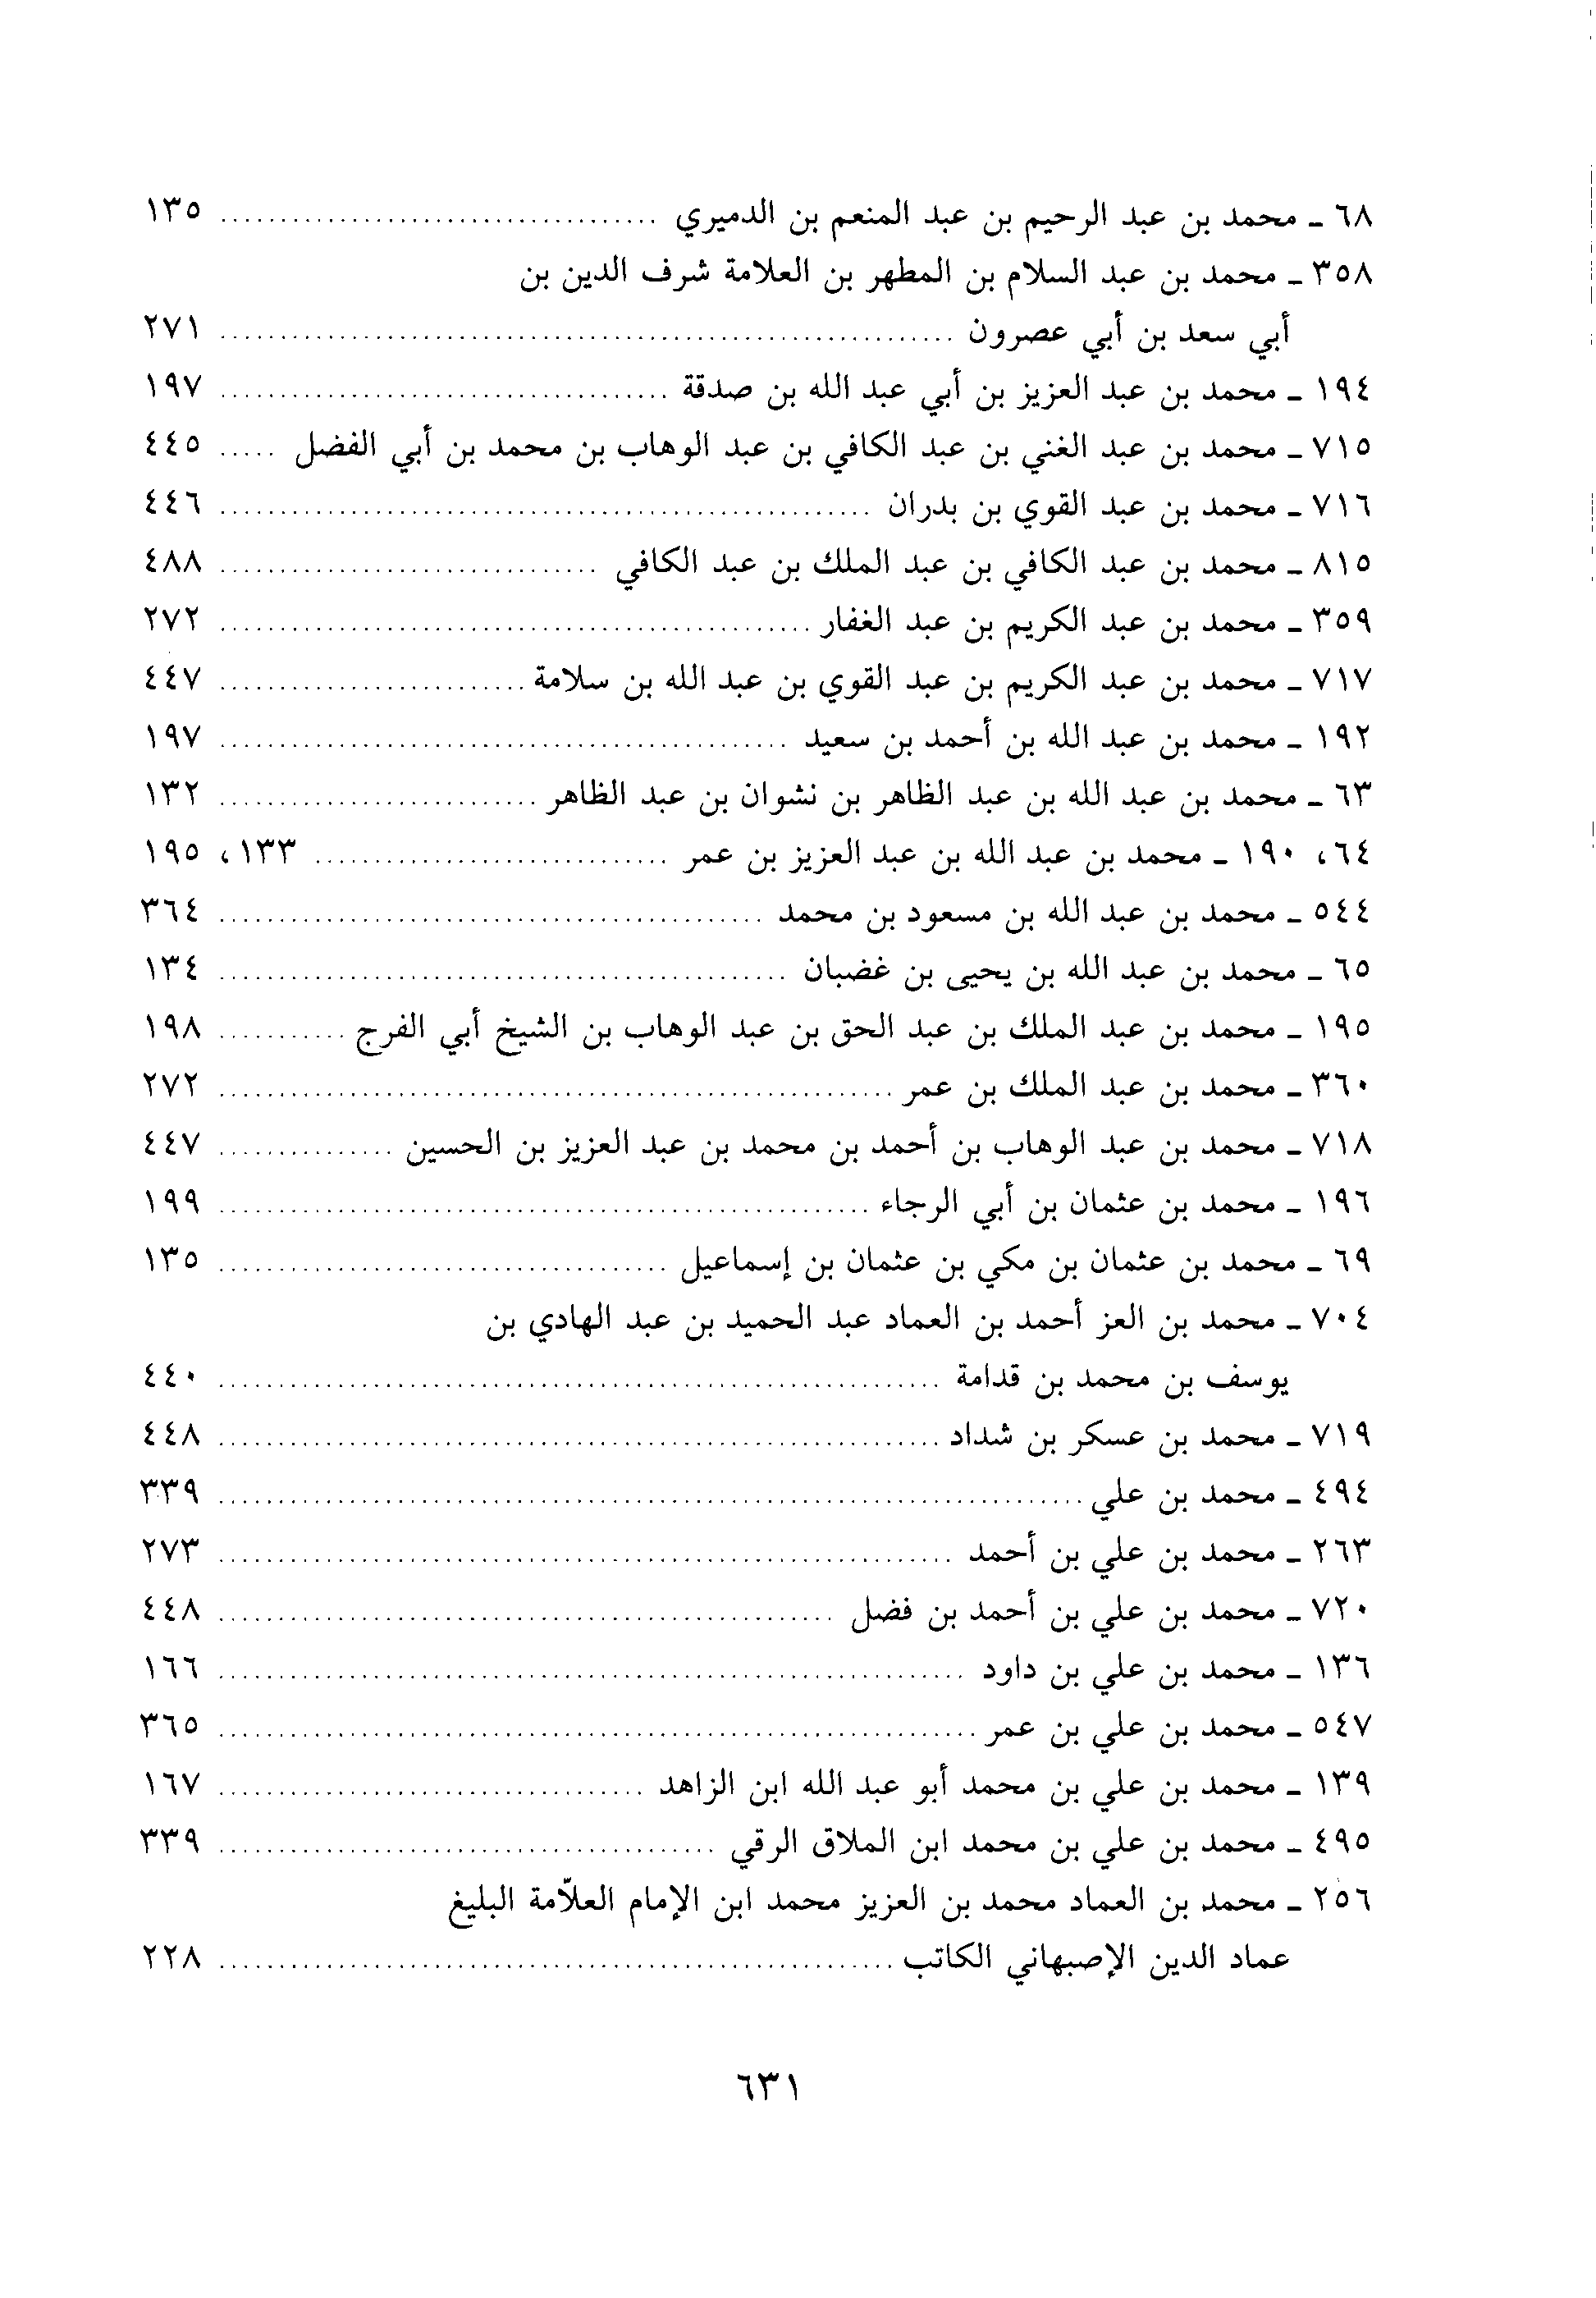 ٦٨ ـ محمد بن عبد الرحيم بن عبد المنعم بن الدميري ..................................... ١٣٥
٣٥٨ ـ محمد بن عبد السلام بن المطهر بن العلامة شرف الدين بن
أبي سعد بن أبي عصرون ............................................................. ٢٧١
١٩٤ ـ محمد بن عبد العزيز بن أبي عبد الله بن صدقة ..................................... ١٩٧
٧١٥ ـ محمد بن عبد الغني بن عبد الكافي بن عبد الوهاب بن محمد بن أبي الفضل ..... ٤٤٥
٧١٦ ـ محمد بن عبد القوي بن بدران ...................................................... ٤٤٦
٨١٥ ـ محمد بن عبد الكافي بن عبد الملك بن عبد الكافي ................................ ٤٨٨
٣٥٩ ـ محمد بن عبد الكريم بن عبد الغفار ................................................. ٢٧٢
٧١٧ ـ محمد بن عبد الكريم بن عبد القوي بن عبد الله بن سلامة .......................... ٤٤٧
١٩٢ ـ محمد بن عبد الله بن أحمد بن سعيد ............................................... ١٩٧
٦٣ ـ محمد بن عبد الله بن عبد الظاهر بن نشوان بن عبد الظاهر ........................... ١٣٢
٦٤، ١٩٠ ـ محمد بن عبد الله بن عبد العزيز بن عمر .............................. ١٣٣، ١٩٥
٥٤٤ ـ محمد بن عبد الله بن مسعود بن محمد ............................................. ٣٦٤
٦٥ ـ محمد بن عبد الله بن يحيى بن غضبان ............................................... ١٣٤
١٩٥ ـ محمد بن عبد الملك بن عبد الحق بن عبد الوهاب بن الشيخ أبي الفرج ........... ١٩٨
٣٦٠ ـ محمد بن عبد الملك بن عمر ........................................................ ٢٧٢
٧١٨ ـ محمد بن عبد الوهاب بن أحمد بن محمد بن عبد العزيز بن الحسين ............... ٤٤٧
١٩٦ ـ محمد بن عثمان بن أبي الرجاء ...................................................... ١٩٩
٦٩ ـ محمد بن عثمان بن مكي بن عثمان بن إسماعيل ..................................... ١٣٥
٧٠٤ ـ محمد بن العز أحمد بن العماد عبد الحميد بن عبد الهادي بن
يوسف بن محمد بن قدامة ............................................................ ٤٤٠
٧١٩ ـ محمد بن عسكر بن شداد ............................................................ ٤٤٨
٤٩٤ ـ محمد بن علي ........................................................................ ٣٣٩
٢٦٣ ـ محمد بن علي بن أحمد ............................................................. ٢٧٣
٧٢٠ ـ محمد بن علي بن أحمد بن فضل ................................................... ٤٤٨
١٣٦ ـ محمد بن علي بن داود .............................................................. ١٦٦
٥٤٧ ـ محمد بن علي بن عمر ............................................................... ٣٦٥
١٣٩ ـ محمد بن علي بن محمد أبو عبد الله ابن الزاهد .................................... ١٦٧
٤٩٥ ـ محمد بن علي بن محمد ابن الملاق الرقي ......................................... ٣٣٩
٢٥٦ ـ محمد بن العماد محمد بن العزيز محمد ابن الإمام العلاّمة البليغ
عماد الدين الإصبهاني الكاتب ........................................................ ٢٢٨
٦٣١